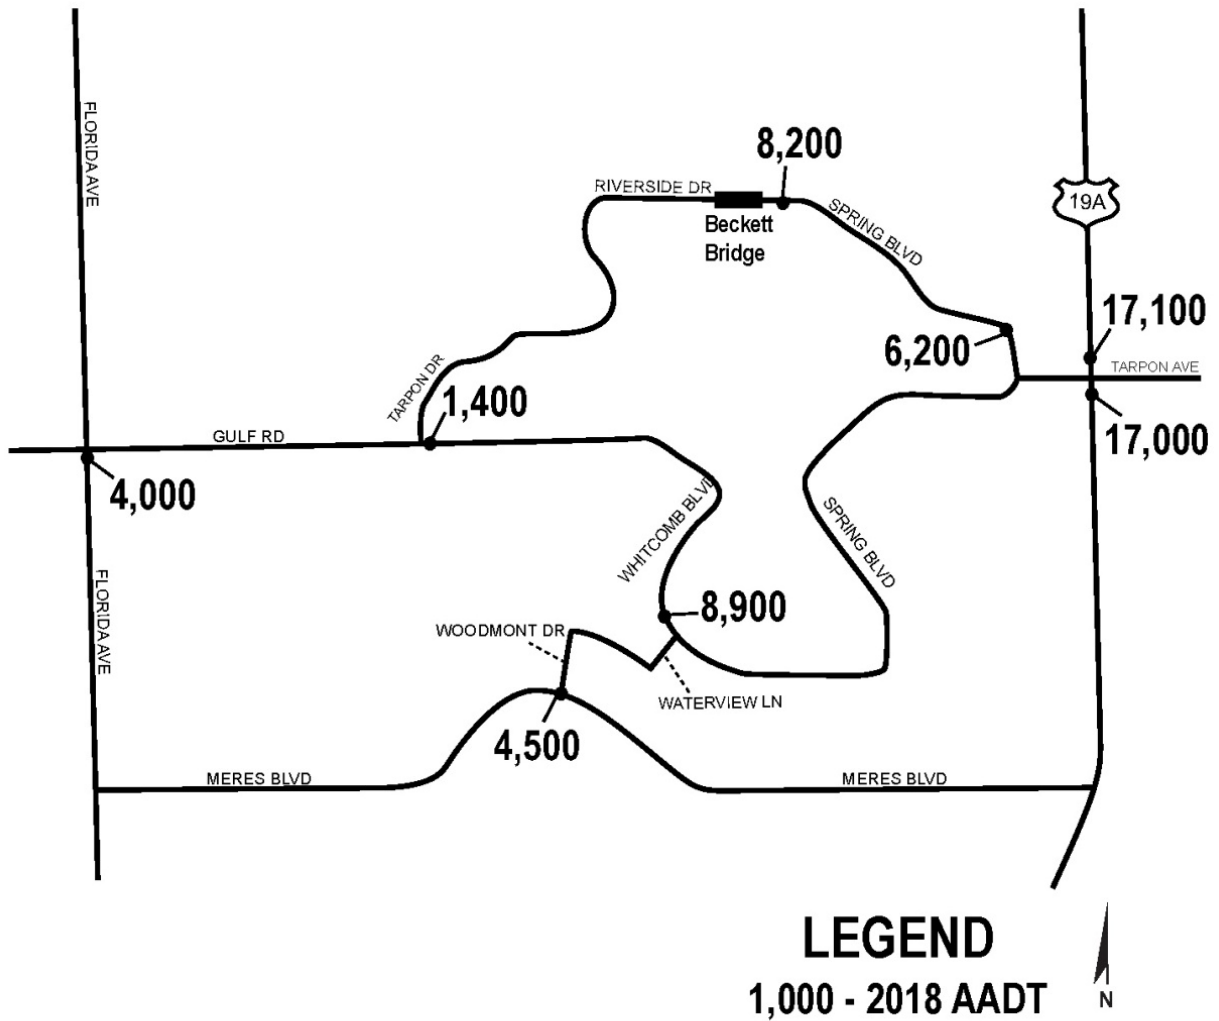 FLORIDA AVE
8,200
RIVERSIDE DR
Beckett
Bridge
SPRING BLVD
19A
17,100
6,200
TARPON AVE
TARPON DR
1,400
GULF RD
17,000
4,000
WHITCOMB BLVD
SPRING BLVD
FLORIDA AVE
8,900
WOODMONT DR
WATERVIEW LN
4,500
MERES BLVD
MERES BLVD
LEGEND
1,000 - 2018 AADT
N